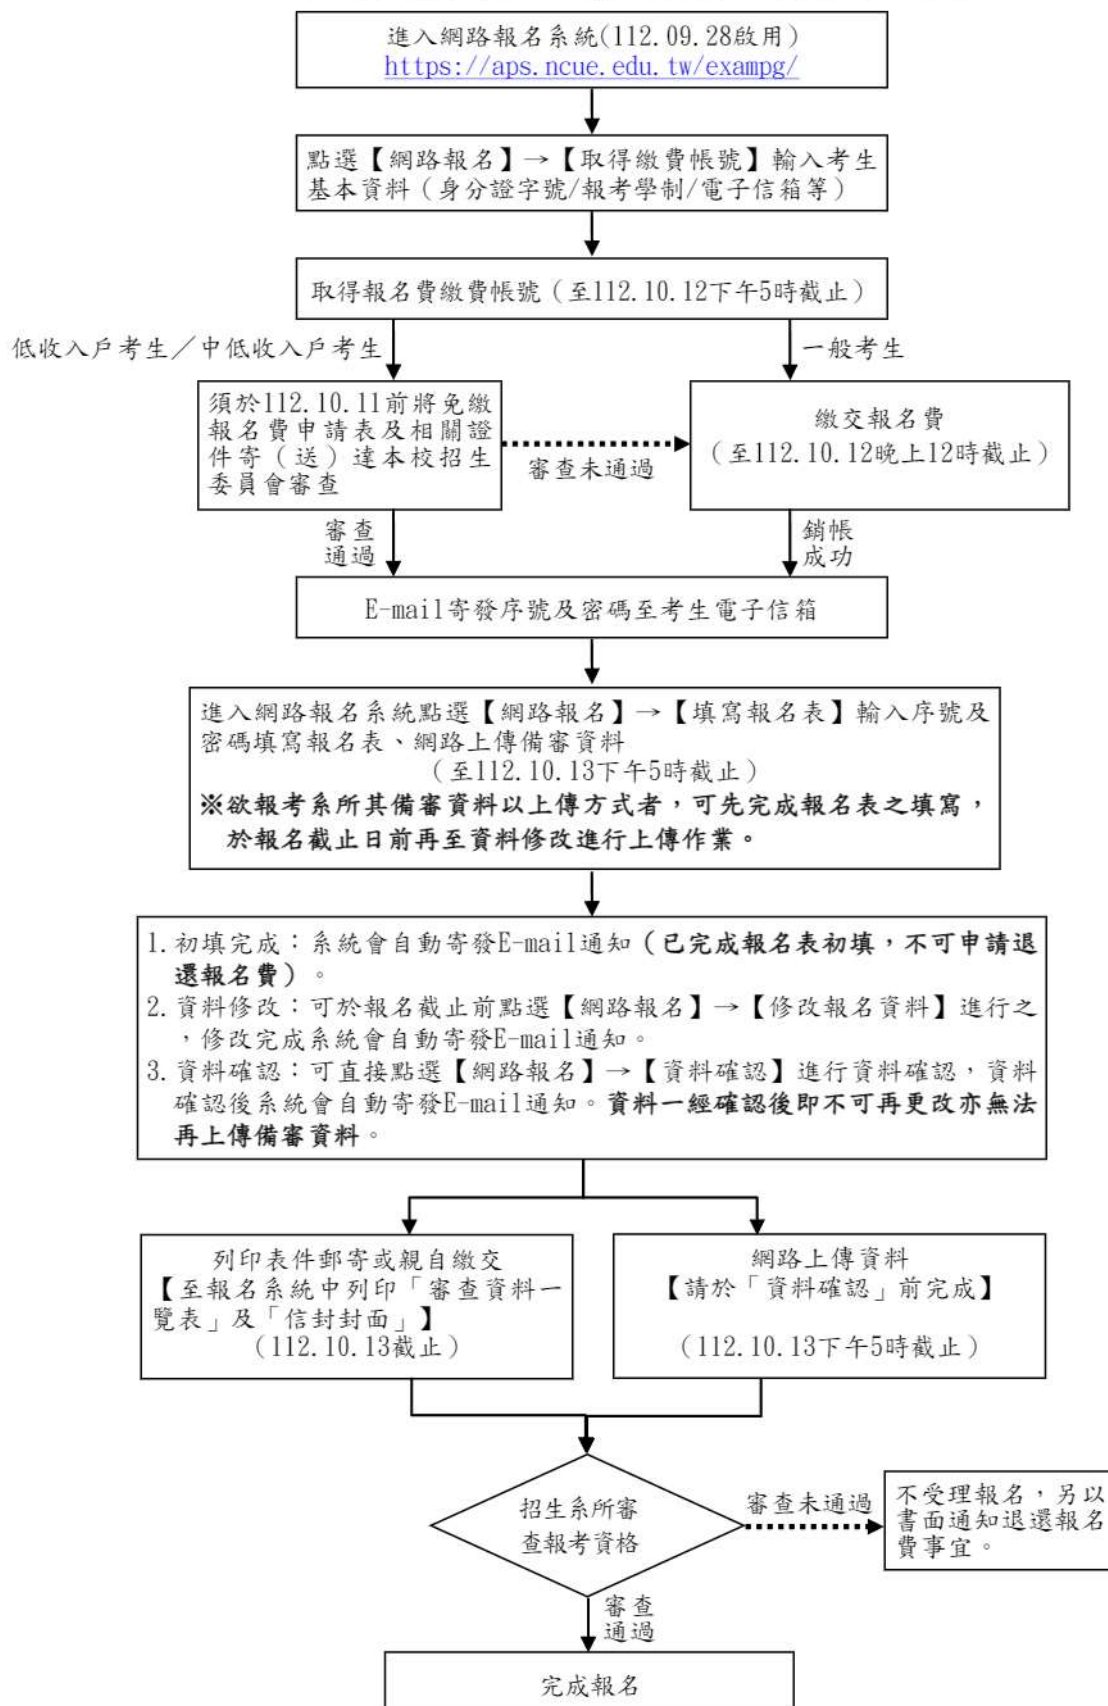 進入網路報名系統(112.09.28啟用)
https://aps.ncue.edu.tw/exampg/
點選【網路報名】→【取得繳費帳號】輸入考生
基本資料（身分證字號/報考學制/電子信箱等）
取得報名費繳費帳號（至112.10.12下午5時截止）
低收入戶考生／中低收入戶考生
一般考生
須於112.10.11前將免繳
報名費申請表及相關證
件寄（送）達本校招生
委員會審查
審查未通過
繳交報名費
（至112.10.12晚上12時截止）
審查
通過
銷帳
成功
E-mail寄發序號及密碼至考生電子信箱
進入網路報名系統點選【網路報名】→【填寫報名表】輸入序號及
密碼填寫報名表、網路上傳備審資料
（至112.10.13下午5時截止）
※欲報考系所其備審資料以上傳方式者，可先完成報名表之填寫，
於報名截止日前再至資料修改進行上傳作業。
1.初填完成：系統會自動寄發E-mail通知（已完成報名表初填，不可申請退
還報名費）。
2.資料修改：可於報名截止前點選【網路報名】→【修改報名資料】進行之
，修改完成系統會自動寄發E-mail通知。
3.資料確認：可直接點選【網路報名】→【資料確認】進行資料確認，資料
確認後系統會自動寄發E-mail通知。資料一經確認後即不可再更改亦無法
再上傳備審資料。
列印表件郵寄或親自繳交
【至報名系統中列印「審查資料一
覽表」及「信封封面」】
（112.10.13截止）
網路上傳資料
【請於「資料確認」前完成】
（112.10.13下午5時截止）
招生系所審
查報考資格
審查未通過
不受理報名，另以
書面通知退還報名
費事宜。
審查
通過
完成報名